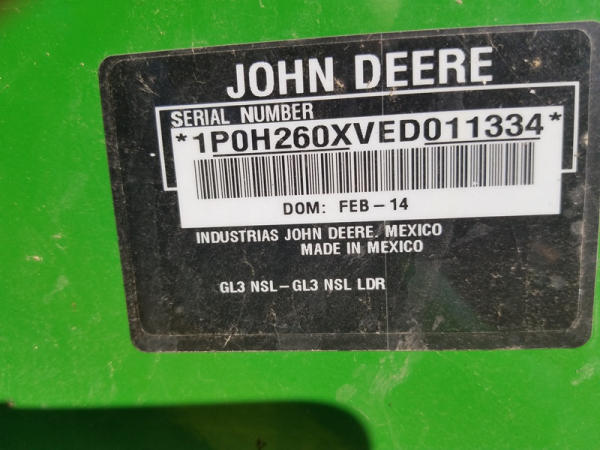 JOHN DEERE
SERIAL NUMBER
*1P0H260XVED011334*
DOM: FEB-14
INDUSTRIAS JOHN DEERE. MEXICO
MADE IN MEXICO
GL3 NSL-GL3 NSL LDR